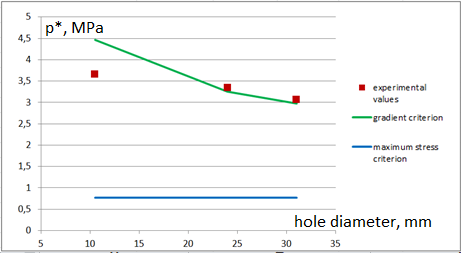 5
p*, MPa
4,5
4
3,5
3
2,5
2
1,5
1
0,5
0
hole diameter, mm
5
10
15
20
25
30
35
experimental
values
gradient criterion
maximum stress
criterion